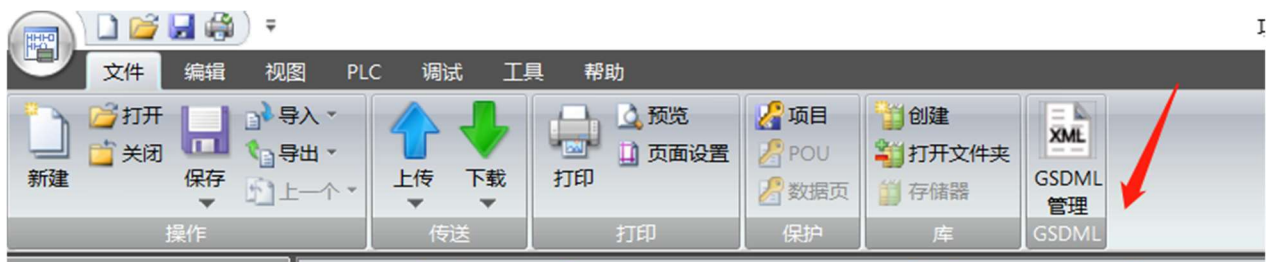 文件 编辑 视图 PLC 调试 工具 帮助
新建
打开
关闭
保存
导入
导出
上一个
操作
上传
下载
传送
打印
预览
页面设置
打印
项目
POU
数据页
保护
创建
打开文件夹
存储器
库
XML
GSDML
管理
GSDML